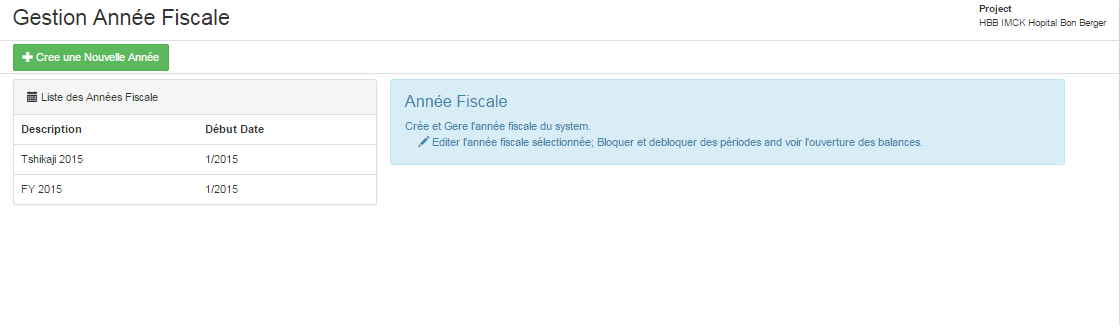 Gestion Année Fiscale
Project
HBB IMCK Hopital Bon Berger
Cree une Nouvelle Année
Liste des Années Fiscale
Description Début Date
Tshikaji 2015 1/2015
FY 2015 1/2015
Année Fiscale
Crée et Gere l'année fiscale du system.
Editer l'année fiscale sélectionnée; Bloquer et debloquer des périodes and voir l'ouverture des balances.